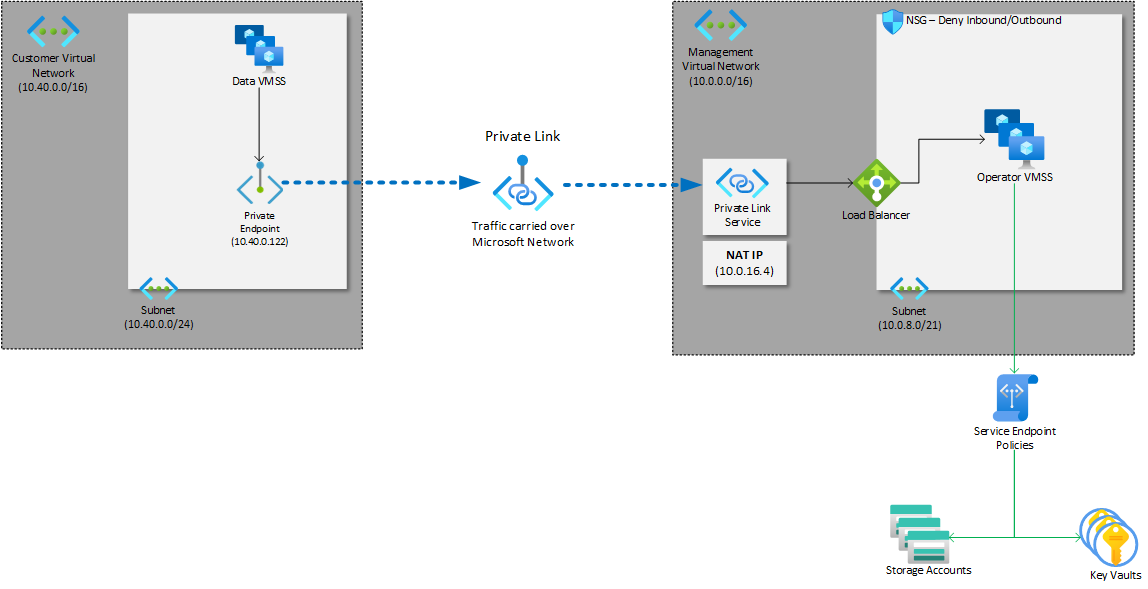 Customer Virtual
Network
(10.40.0.0/16)
Data VMSS
Private
Endpoint
(10.40.0.122)
Subnet
(10.40.0.0/24)
Private Link
Traffic carried over
Microsoft Network
Management
Virtual Network
(10.0.0.0/16)
NSG – Deny Inbound/Outbound
Private Link
Service
NAT IP
(10.0.16.4)
Load Balancer
Operator VMSS
Subnet
(10.0.8.0/21)
Service Endpoint
Policies
Storage Accounts
Key Vaults